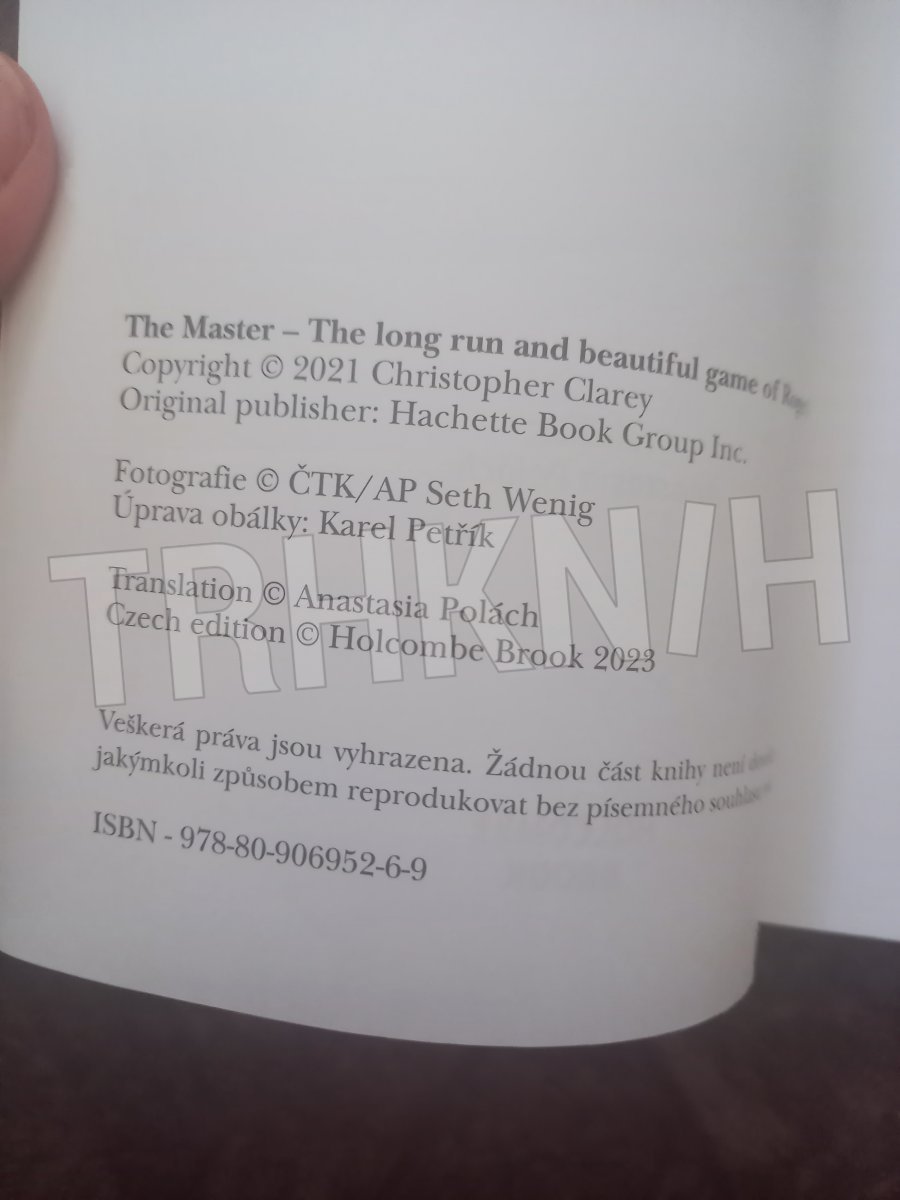 The Master – The long run and beautiful game of
Copyright © 2021 Christopher Clarey
Original publisher: Hachette Book Group Inc.
Fotografie © ČTK/AP Seth Wenig
Úprava obálky: Karel Petřík
TRHKN/H
Translation © Anastasia Polách
Czech edition © Holcombe Brook 2023
Veškerá práva jsou vyhrazena. Žádnou část knihy není
jakýmkoli způsobem reprodukovat bez písemného
ISBN - 978-80-906952-6-9